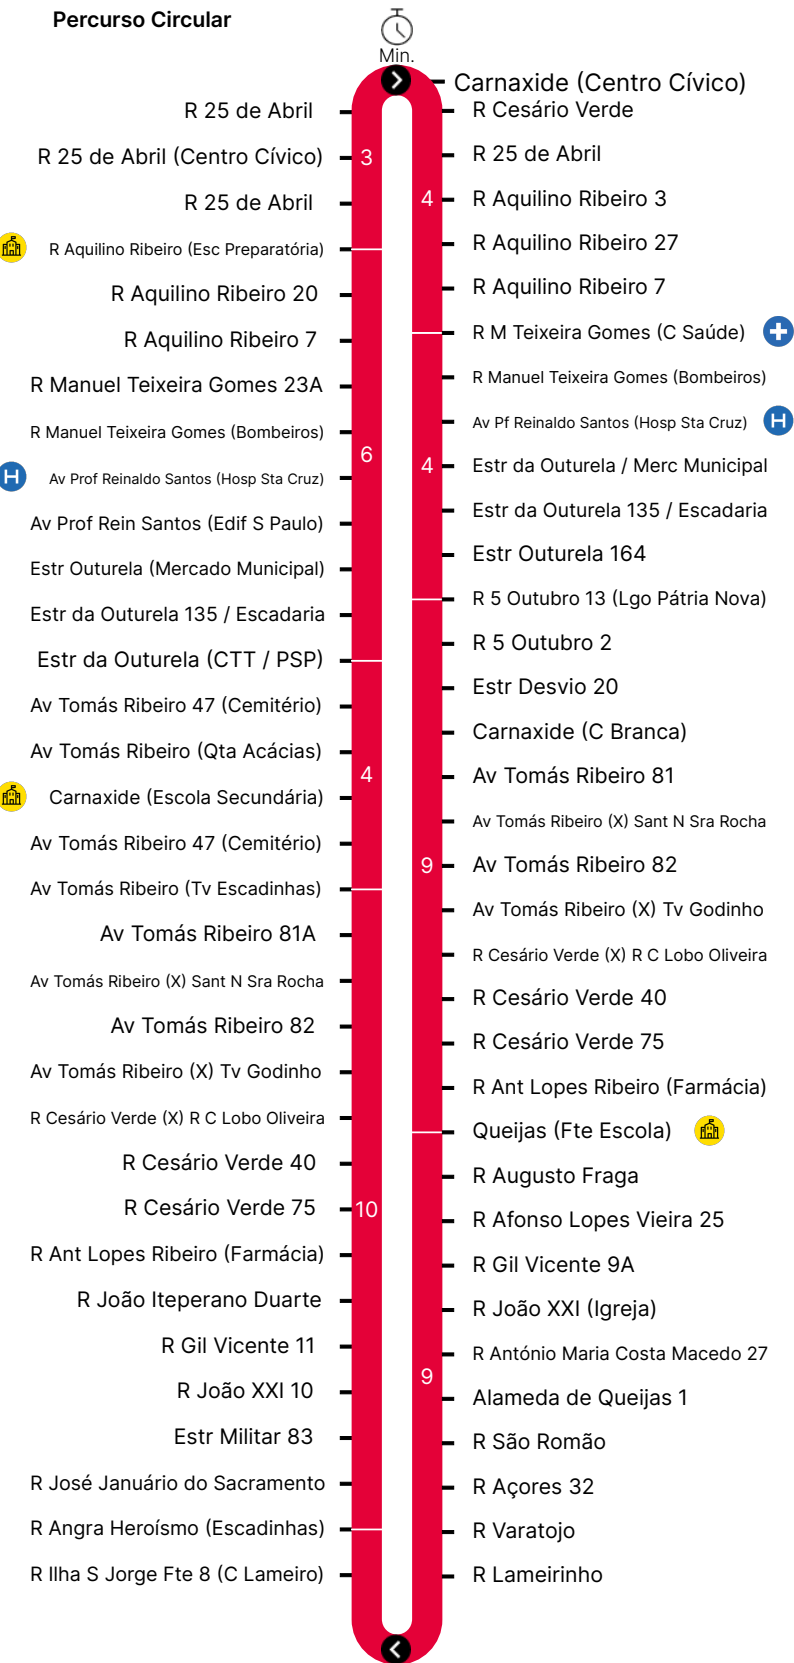 Percurso Circular
Min.
Carnaxide (Centro Cívico)
R Cesário Verde
R 25 de Abril
R Aquilino Ribeiro 3
4
R Aquilino Ribeiro 27
R Aquilino Ribeiro 7
R M Teixeira Gomes (C Saúde)
R Manuel Teixeira Gomes (Bombeiros)
Av Pf Reinaldo Santos (Hosp Sta Cruz)
H
Estr da Outurela / Merc Municipal
4
Estr da Outurela 135 / Escadaria
Estr Outurela 164
R 5 Outubro 13 (Lgo Pátria Nova)
R 5 Outubro 2
Estr Desvio 20
Carnaxide (C Branca)
Av Tomás Ribeiro 81
Av Tomás Ribeiro (X) Sant N Sra Rocha
Av Tomás Ribeiro 82
9
Av Tomás Ribeiro (X) Tv Godinho
R Cesário Verde (X) R C Lobo Oliveira
R Cesário Verde 40
R Cesário Verde 75
R Ant Lopes Ribeiro (Farmácia)
Queijas (Fte Escola)
R Augusto Fraga
R Afonso Lopes Vieira 25
R Gil Vicente 9A
R João XXI (Igreja)
R António Maria Costa Macedo 27
9
Alameda de Queijas 1
R São Romão
R Açores 32
R Varatojo
R Lameirinho
R 25 de Abril
R 25 de Abril (Centro Cívico)
3
R 25 de Abril
R Aquilino Ribeiro (Esc Preparatória)
R Aquilino Ribeiro 20
R Aquilino Ribeiro 7
R Manuel Teixeira Gomes 23A
R Manuel Teixeira Gomes (Bombeiros)
6
H
Av Prof Reinaldo Santos (Hosp Sta Cruz)
Av Prof Rein Santos (Edif S Paulo)
Estr Outurela (Mercado Municipal)
Estr da Outurela 135 / Escadaria
Estr da Outurela (CTT / PSP)
Av Tomás Ribeiro 47 (Cemitério)
Av Tomás Ribeiro (Qta Acácias)
4
Carnaxide (Escola Secundária)
Av Tomás Ribeiro 47 (Cemitério)
Av Tomás Ribeiro (Tv Escadinhas)
Av Tomás Ribeiro 81A
Av Tomás Ribeiro (X) Sant N Sra Rocha
Av Tomás Ribeiro 82
Av Tomás Ribeiro (X) Tv Godinho
R Cesário Verde (X) R C Lobo Oliveira
R Cesário Verde 40
R Cesário Verde 75
10
R Ant Lopes Ribeiro (Farmácia)
R João Iteperano Duarte
R Gil Vicente 11
R João XXI 10
Estr Militar 83
R José Januário do Sacramento
R Angra Heroísmo (Escadinhas)
R Ilha S Jorge Fte 8 (C Lameiro)